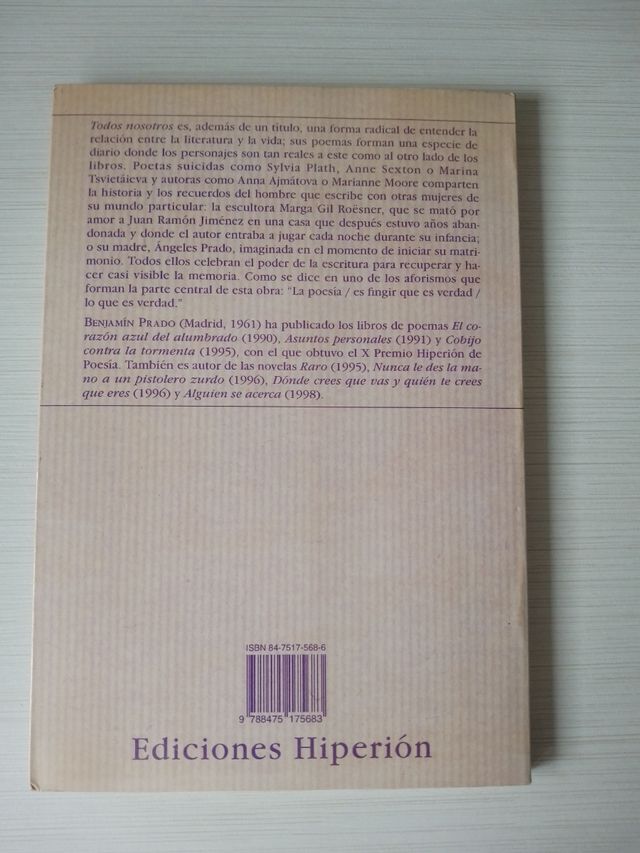 Todos nosotros es, además de un título, una forma radical de entender la
relación entre la literatura y la vida; sus poemas forman una especie de
diario donde los personajes son tan reales a este como al otro lado de los
libros. Poetas suicidas como Sylvia Plath, Anne Sexton o Marina
Tsvietáieva y autoras como Anna Ajmátova o Marianne Moore comparten
la historia y los recuerdos del hombre que escribe con otras mujeres de
su mundo particular: la escultora Marga Gil Roësner, que se mató por
amor a Juan Ramón Jiménez en una casa que después estuvo años aban-
donada y donde el autor entraba a jugar cada noche durante su infancia;
o su madre, Ángeles Prado, imaginada en el momento de iniciar su matri-
monio. Todos ellos celebran el poder de la escritura para recuperar y ha-
cer casi visible la memoria. Como se dice en uno de los aforismos que
forman la parte central de esta obra: “La poesía / es fingir que es verdad /
lo que es verdad.”
BENJAMÍN PRADO (Madrid, 1961) ha publicado los libros de poemas El co-
razón azul del alumbrado (1990), Asuntos personales (1991) y Cobijo
contra la tormenta (1995), con el que obtuvo el X Premio Hiperión de
Poesía. También es autor de las novelas Raro (1995), Nunca le des la ma-
no a un pistolero zurdo (1996), Dónde crees que vas y quién te crees
que eres (1996) y Alguien se acerca (1998).
ISBN 84-7517-568-6
9 788475 175683
Ediciones Hiperión